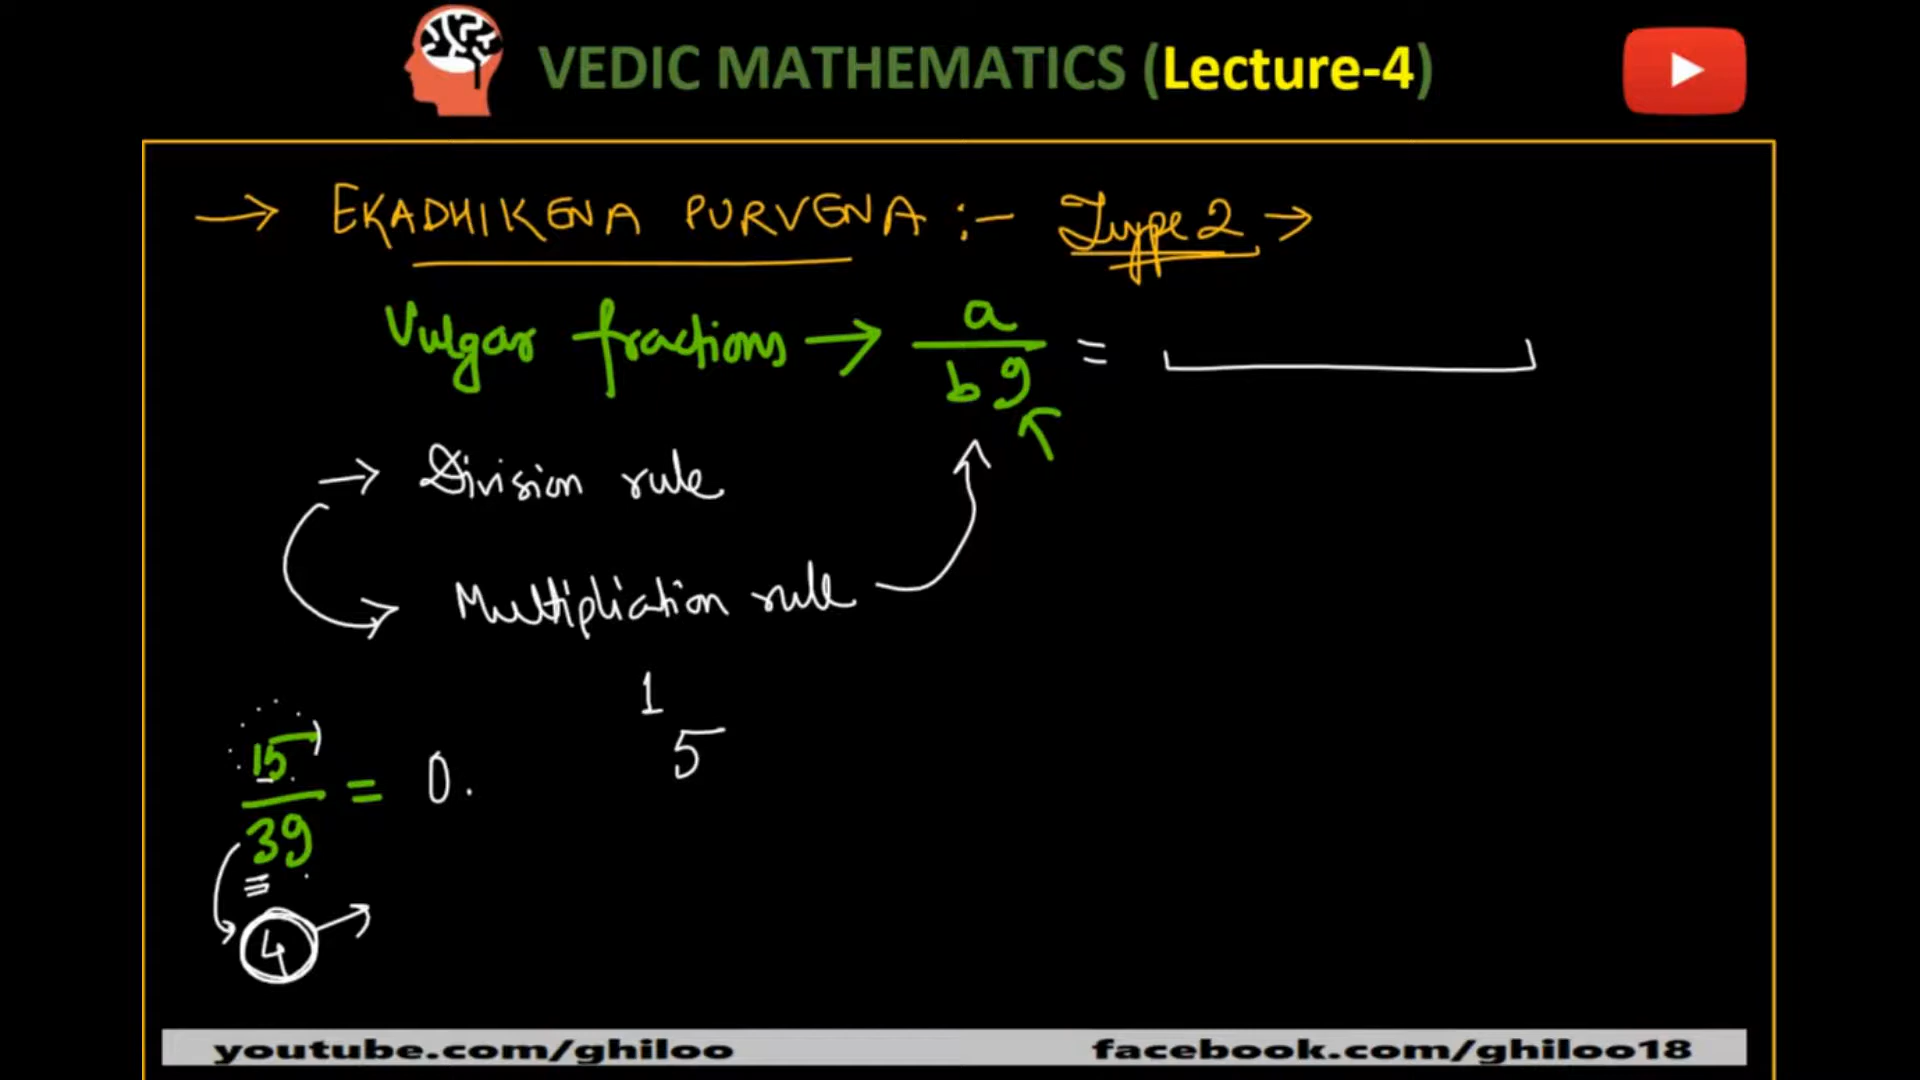 VEDIC MATHEMATICS (Lecture-4)
→ EKADHIKENA PURVENA :- Type 2 →
Vulgar fractions → a/b9 =
→ Division rule
→ Multipliation rule
1
15/39 = 0. 5
4 →
youtube.com/ghiloo facebook.com/ghiloo18